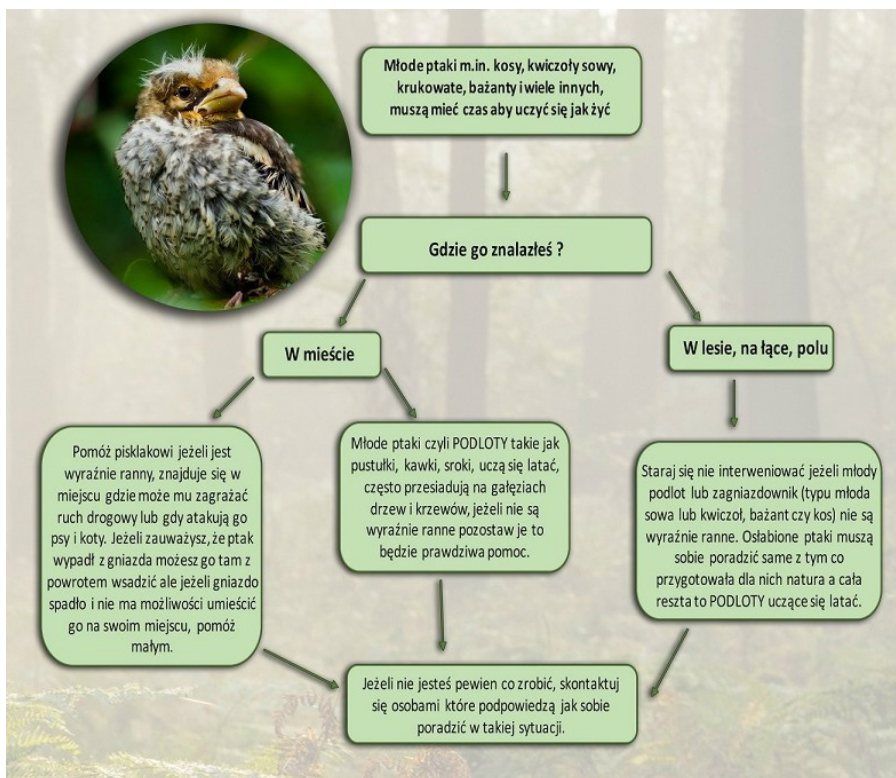 Młode ptaki m.in. kosy, kwiczoły sowy,
krukowate, bażanty i wiele innych,
muszą mieć czas aby uczyć się jak żyć
Gdzie go znalazłeś ?
W mieście
W lesie, na łące, polu
Pomóż pisklakowi jeżeli jest
wyraźnie ranny, znajduje się w
miejscu gdzie może mu zagrażać
ruch drogowy lub gdy atakują go
psy i koty. Jeżeli zauważysz, że ptak
wypadł z gniazda możesz go tam z
powrotem wsadzić ale jeżeli gniazdo
spadło i nie ma możliwości umieścić
go na swoim miejscu, pomóż
małym.
Młode ptaki czyli PODLOTY takie jak
pustułki, kawki, sroki, uczą się latać,
często przesiadują na gałęziach
drzew i krzewów, jeżeli nie są
wyraźnie ranne pozostaw je to
będzie prawdziwa pomoc.
Staraj się nie interweniować jeżeli młody
podlot lub zagniazdownik (typu młoda
sowa lub kwiczoł, bażant czy kos) nie są
wyraźnie ranne. Osłabione ptaki muszą
sobie poradzić same z tym co
przygotowała dla nich natura a cała
reszta to PODLOTY uczące się latać.
Jeżeli nie jesteś pewien co zrobić, skontaktuj
się osobami które podpowiedzą jak sobie
poradzić w takiej sytuacji.